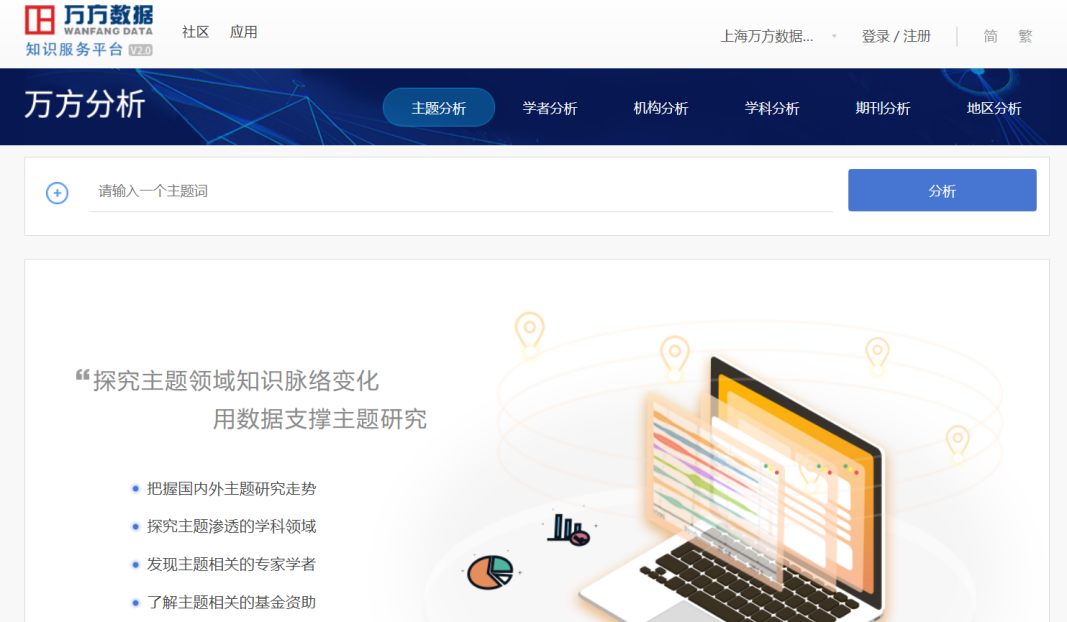 万方数据
WANFANG DATA
知识服务平台 V2.0
社区 应用
上海万方数据... 登录 / 注册 简 繁
万方分析
主题分析 学者分析 机构分析 学科分析 期刊分析 地区分析
请输入一个主题词
分析
“探究主题领域知识脉络变化
用数据支撑主题研究
把握国内外主题研究走势
探究主题渗透的学科领域
发现主题相关的专家学者
了解主题相关的基金资助